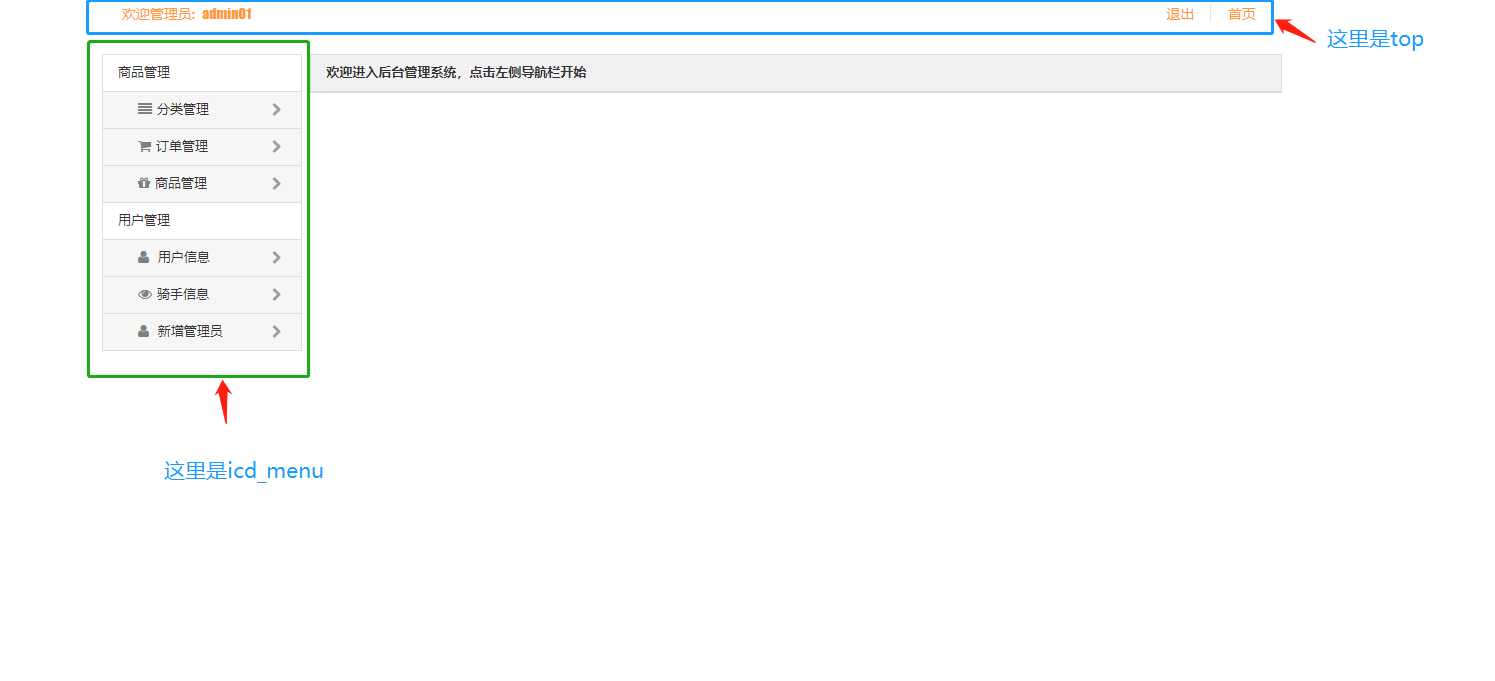 欢迎管理员: admin01
退出
首页
这里是top
商品管理
欢迎进入后台管理系统，点击左侧导航栏开始
分类管理
订单管理
商品管理
用户管理
用户信息
骑手信息
新增管理员
这里是icd_menu